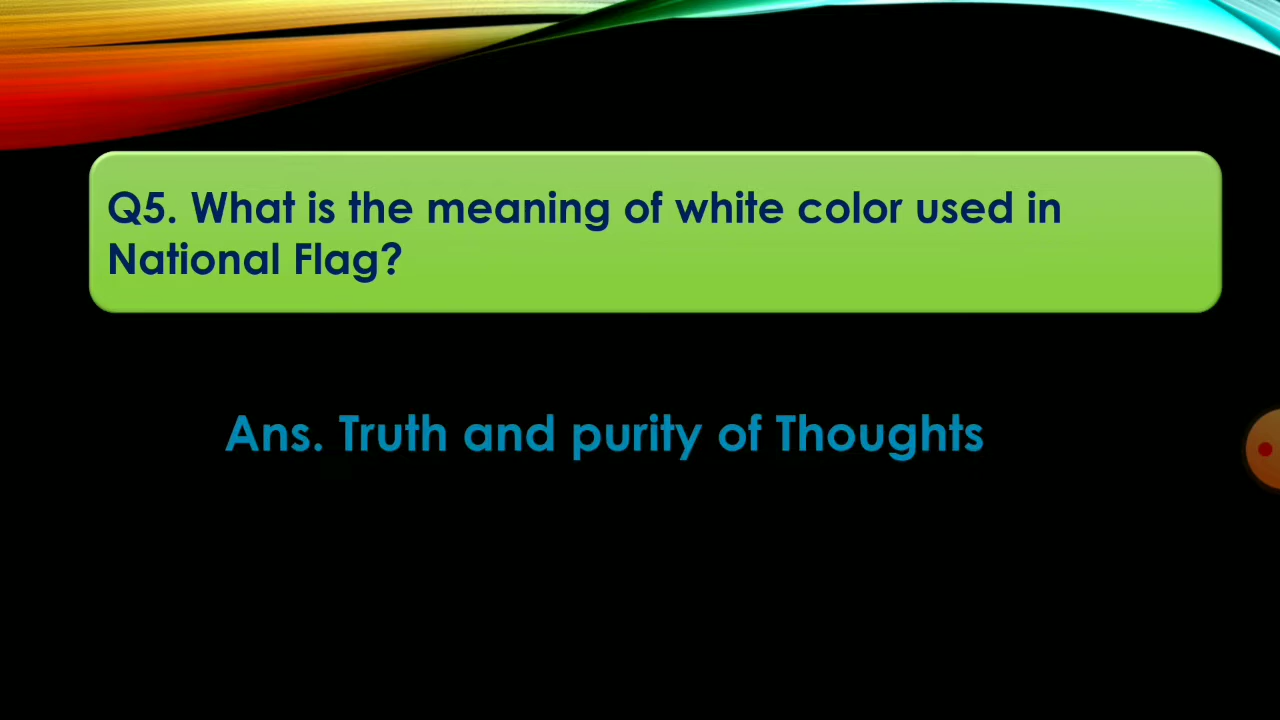 Q5. What is the meaning of white color used in
National Flag?
Ans. Truth and purity of Thoughts